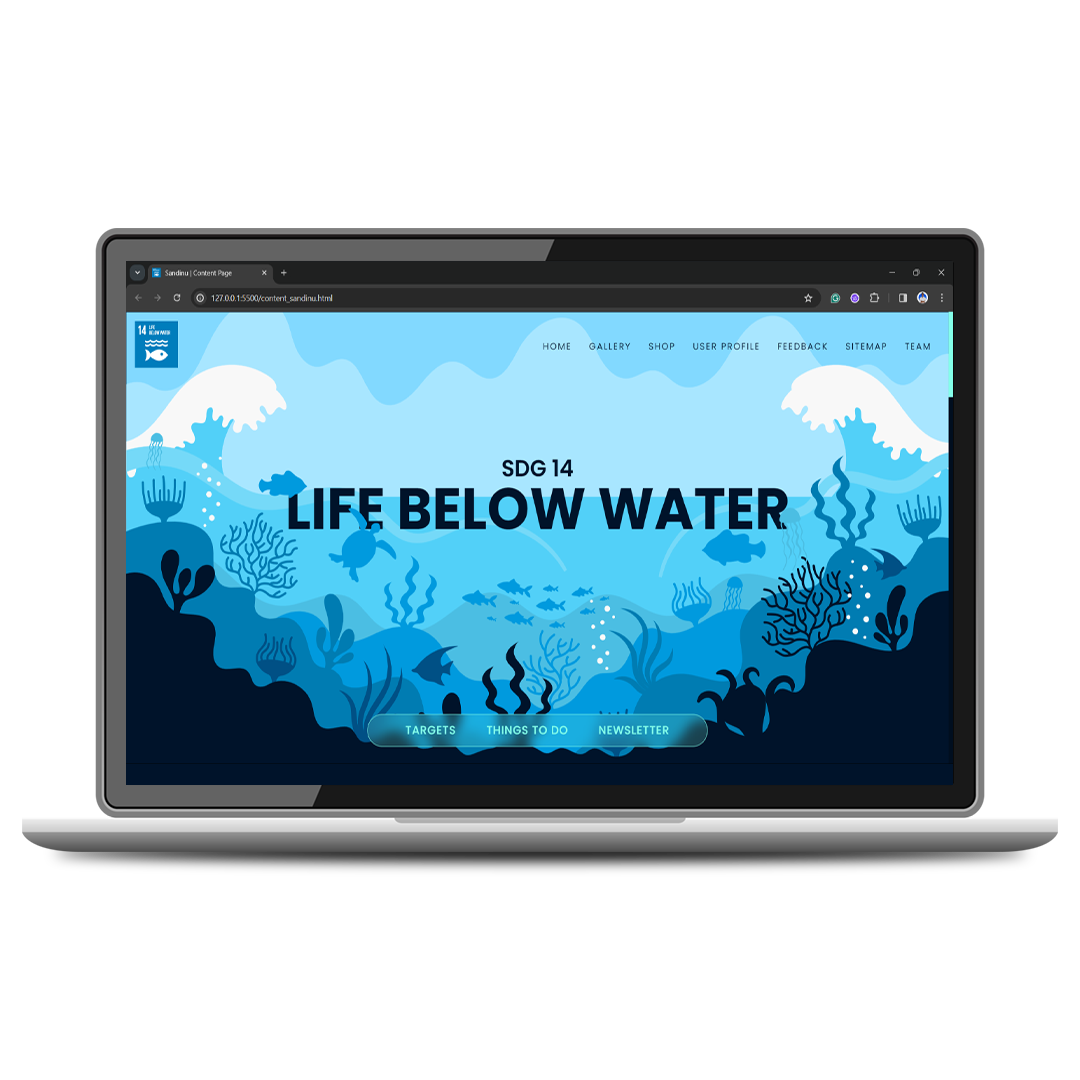 Sandinu | Content Page
127.0.0.1:5500/content_sandinu.html
14 LIFE
BELOW WATER
HOME GALLERY SHOP USER PROFILE FEEDBACK SITEMAP TEAM
SDG 14
LIFE BELOW WATER
TARGETS THINGS TO DO NEWSLETTER